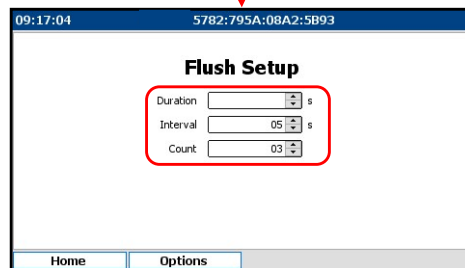 09:17:04 5782:795A:08A2:5B93
Flush Setup
Duration s
Interval 05 s
Count 03
Home Options